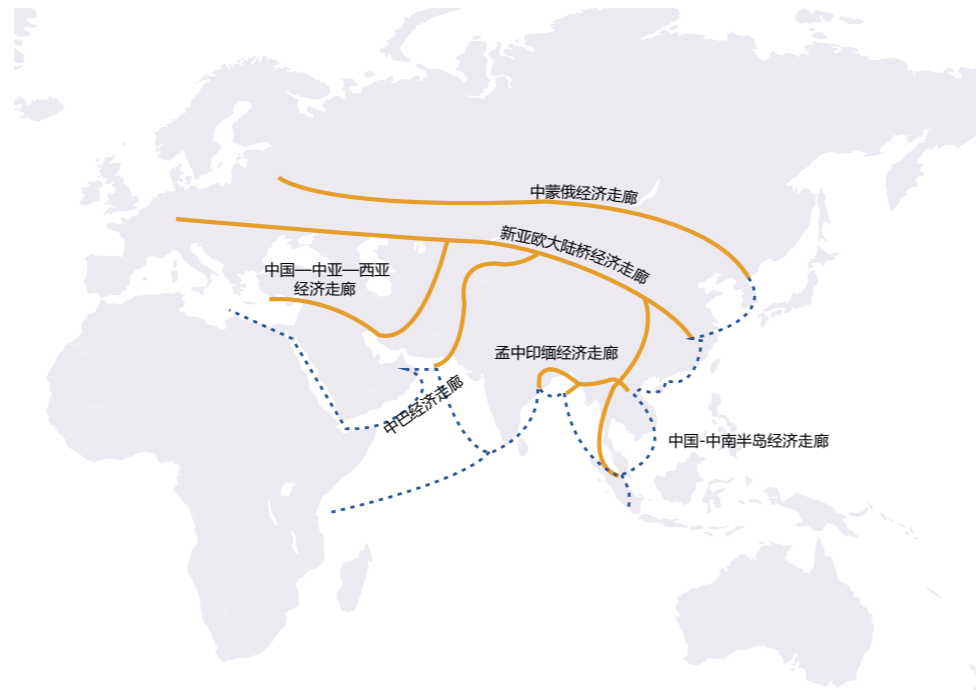 中蒙俄经济走廊
新亚欧大陆桥经济走廊
中国—中亚—西亚
经济走廊
孟中印缅经济走廊
中巴经济走廊
中国-中南半岛经济走廊